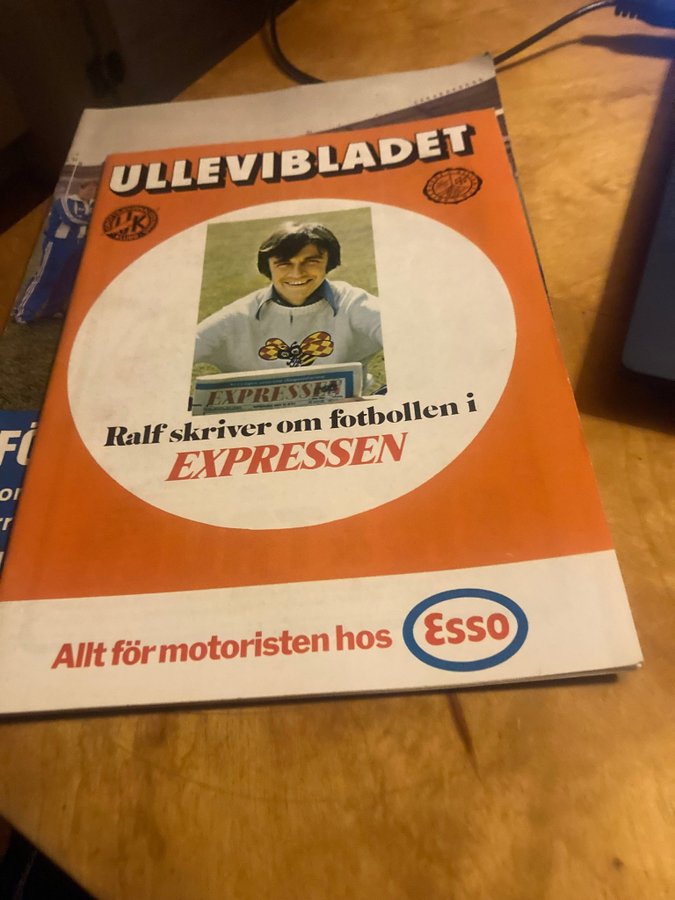 ULLEVIBLADET
EXPRESSEN
Ralf skriver om fotbollen i
EXPRESSEN
Allt för motoristen hos
Esso